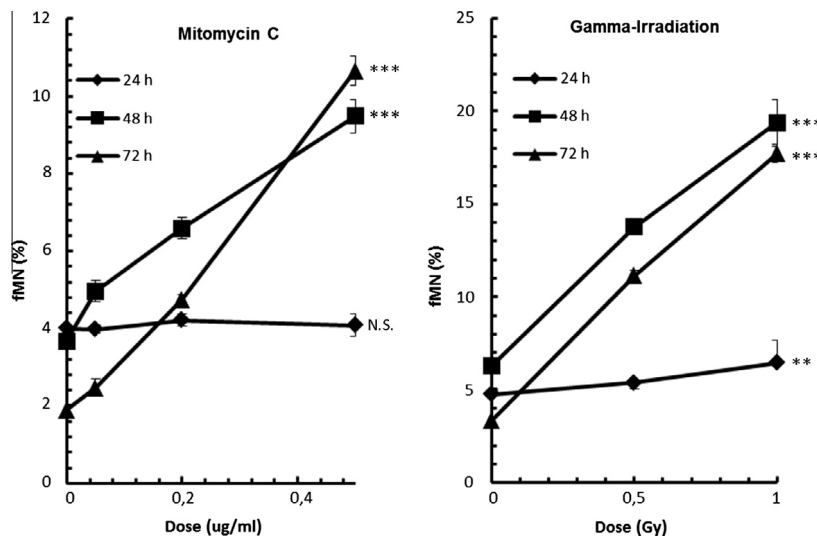 Mitomycin C
24 h
48 h
72 h
fMN (%)
12
10
8
6
4
2
0
0
0,2
0,4
Dose (ug/ml)
***
***
N.S.
Gamma-Irradiation
24 h
48 h
72 h
fMN (%)
25
20
15
10
5
0
0
0,5
1
Dose (Gy)
***
***
**